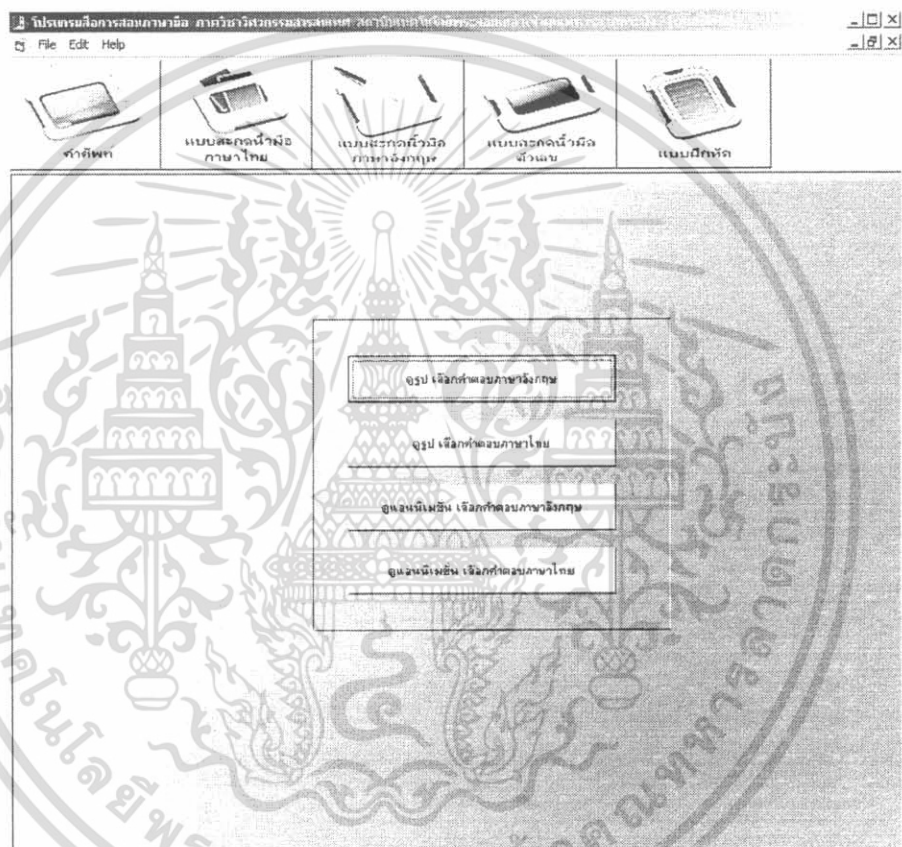 โปรแกรมสื่อการสอนภาษามือ ภาควิชาวิศวกรรมสารสนเทศ
File Edit Help
คำศัพท์
แบบสะกดนิ้วมือ
ภาษาไทย
แบบสะกดนิ้วมือ
ภาษาอังกฤษ
แบบสะกดนิ้วมือ
ตัวเลข
แบบฝึกหัด
ดูรูป เลือกคำตอบภาษาอังกฤษ
ดูรูป เลือกคำตอบภาษาไทย
ดูแอนนิเมชัน เลือกคำตอบภาษาอังกฤษ
ดูแอนนิเมชัน เลือกคำตอบภาษาไทย